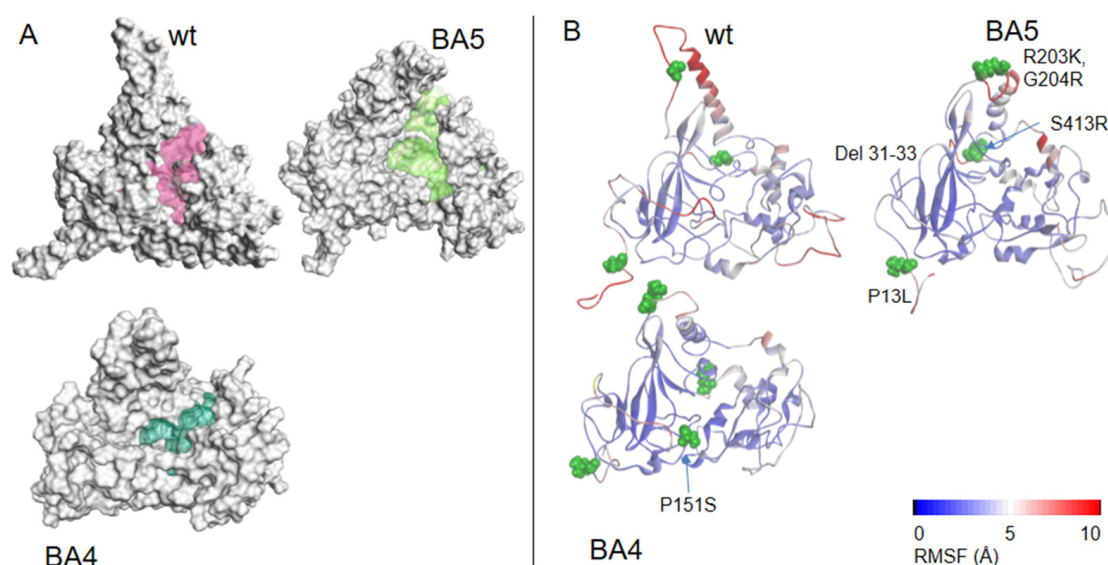 A
wt
BA5
BA4
B
wt
BA5
R203K,
G204R
S413R
Del 31-33
P13L
P151S
BA4
0 5 10
RMSF (Å)